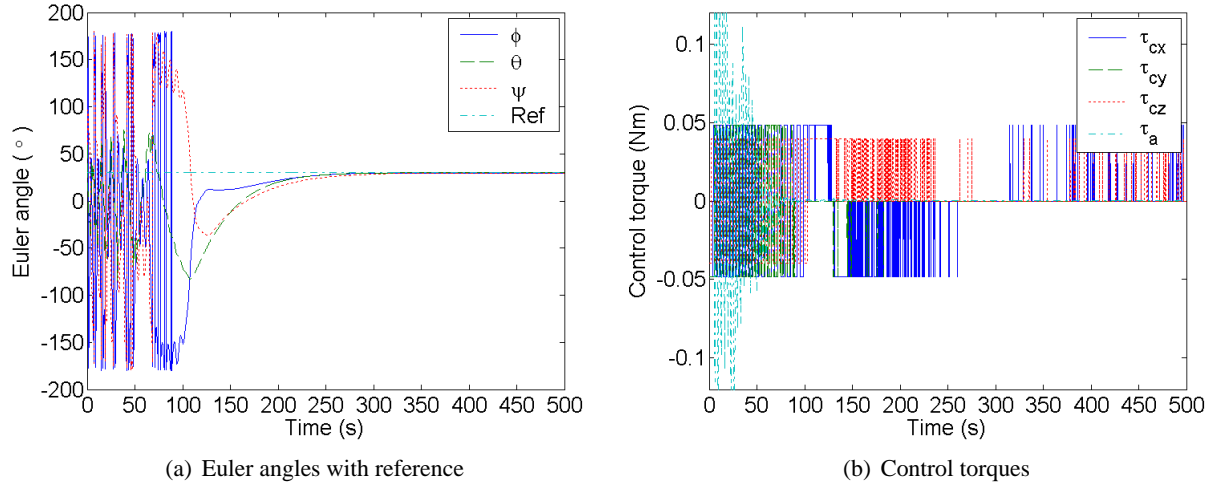 200
150
100
50
0
-50
-100
-150
-200
0 50 100 150 200 250 300 350 400 450 500
Euler angle ( ° )
Time (s)
ϕ
θ
ψ
Ref
(a) Euler angles with reference
0.1
0.05
0
-0.05
-0.1
0 50 100 150 200 250 300 350 400 450 500
Control torque (Nm)
Time (s)
τcx
τcy
τcz
τa
(b) Control torques